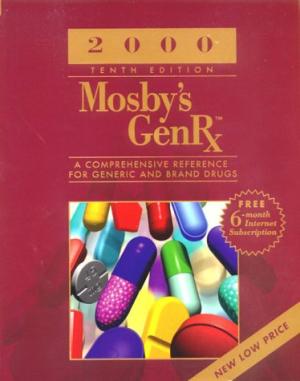 2000
TENTH EDITION
Mosby's
GenRx™
A COMPREHENSIVE REFERENCE
FOR GENERIC AND BRAND DRUGS
FREE
6-month
Internet
Subscription
NEW LOW PRICE